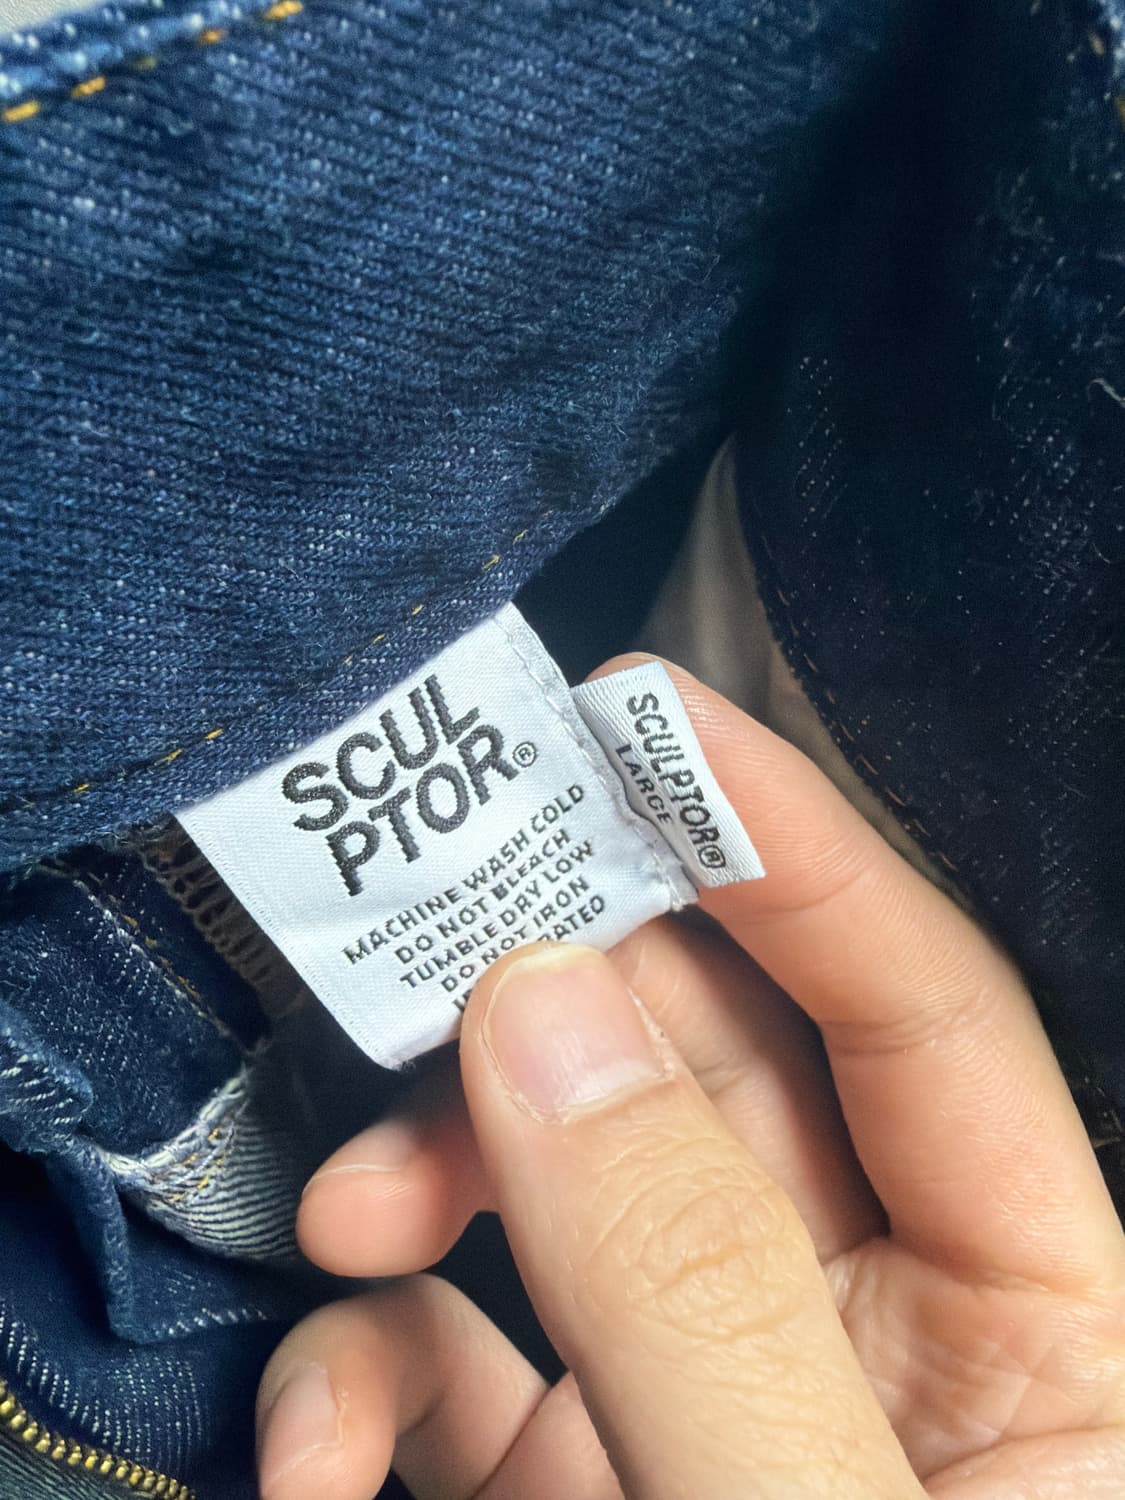 SCUL
PTOR®
MACHINE WASH COLD
DO NOT BLEACH
TUMBLE DRY LOW
DO NOT IRON
SCULPTOR®
LARGE